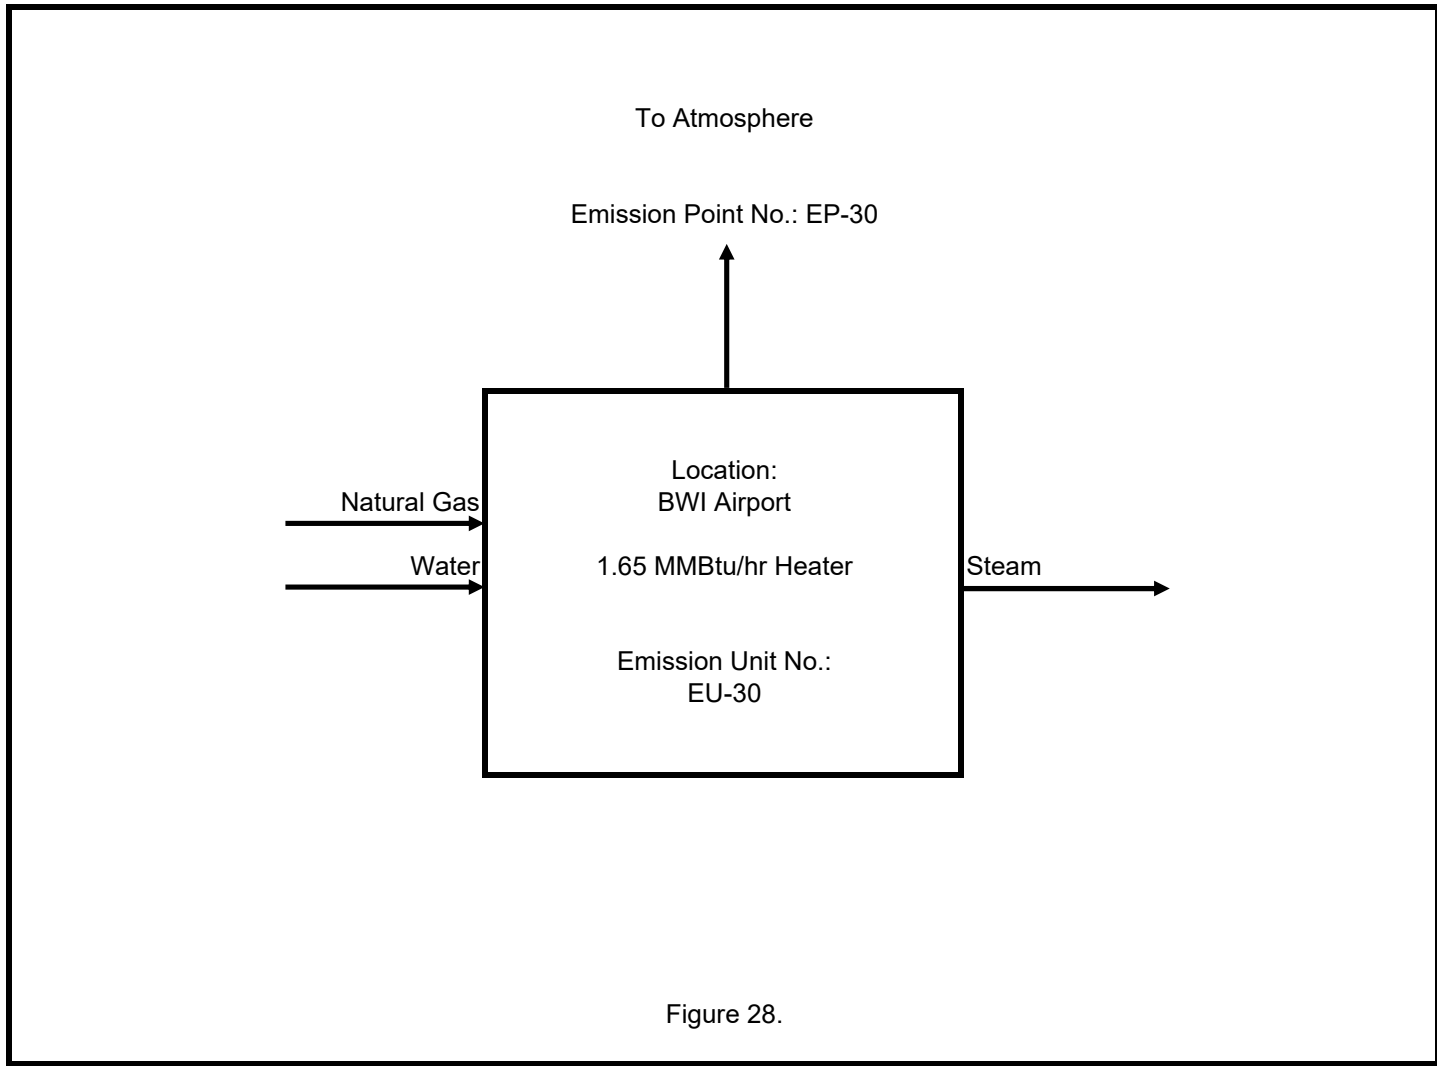 To Atmosphere
Emission Point No.: EP-30
Location:
BWI Airport
Natural Gas
Water
1.65 MMBtu/hr Heater
Steam
Emission Unit No.:
EU-30
Figure 28.